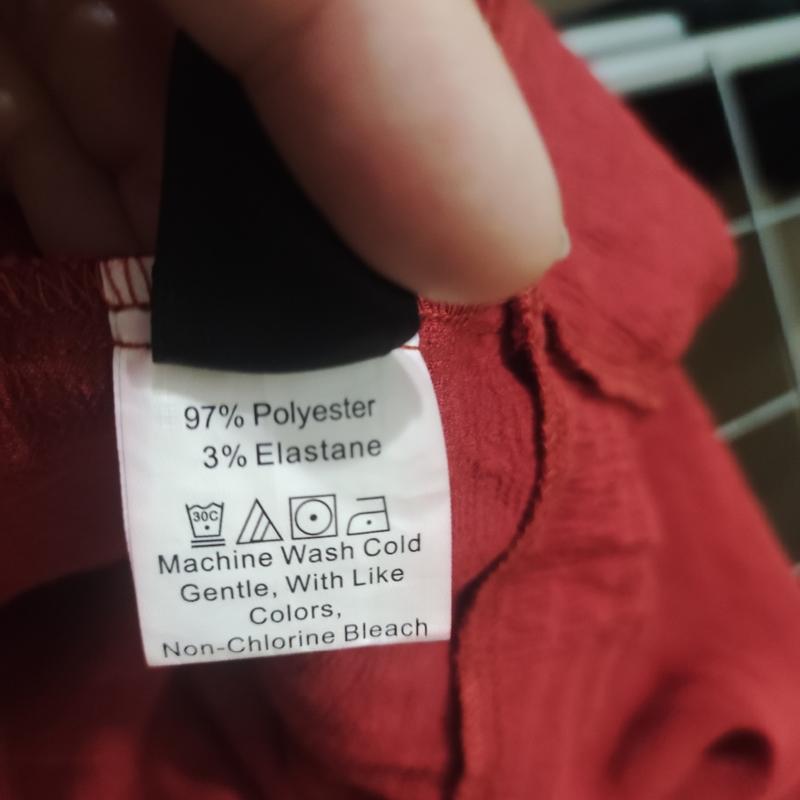 97% Polyester
3% Elastane
30C
Machine Wash Cold
Gentle, With Like
Colors,
Non-Chlorine Bleach